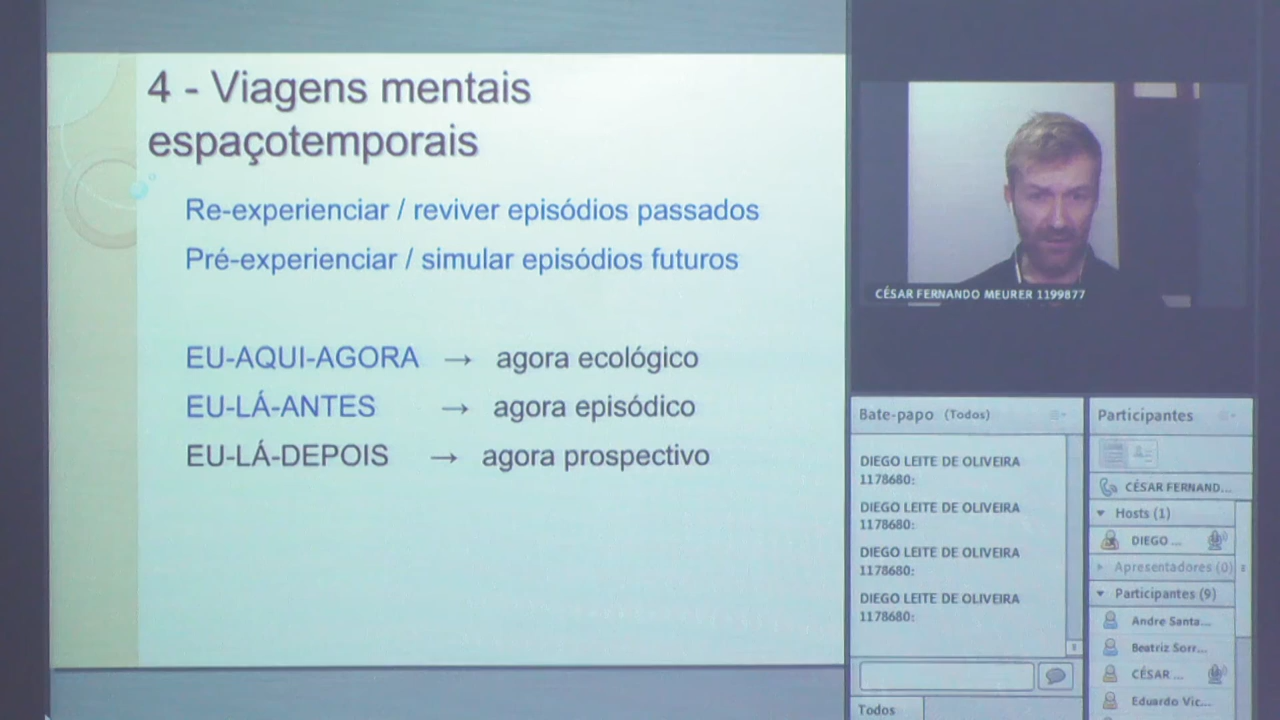 4 - Viagens mentais
espaçotemporais
Re-experienciar / reviver episódios passados
Pré-experienciar / simular episódios futuros
EU-AQUI-AGORA → agora ecológico
EU-LÁ-ANTES → agora episódico
EU-LÁ-DEPOIS → agora prospectivo
CÉSAR FERNANDO MEURER 1199877
Bate-papo (Todos)
DIEGO LEITE DE OLIVEIRA
1178680:
DIEGO LEITE DE OLIVEIRA
1178680:
DIEGO LEITE DE OLIVEIRA
1178680:
DIEGO LEITE DE OLIVEIRA
1178680:
Todos
Participantes
CÉSAR FERNAND...
Hosts (1)
DIEGO ...
Apresentadores (0)
Participantes (9)
Andre Santa...
Beatriz Sorr...
CÉSAR ...
Eduardo Vic...